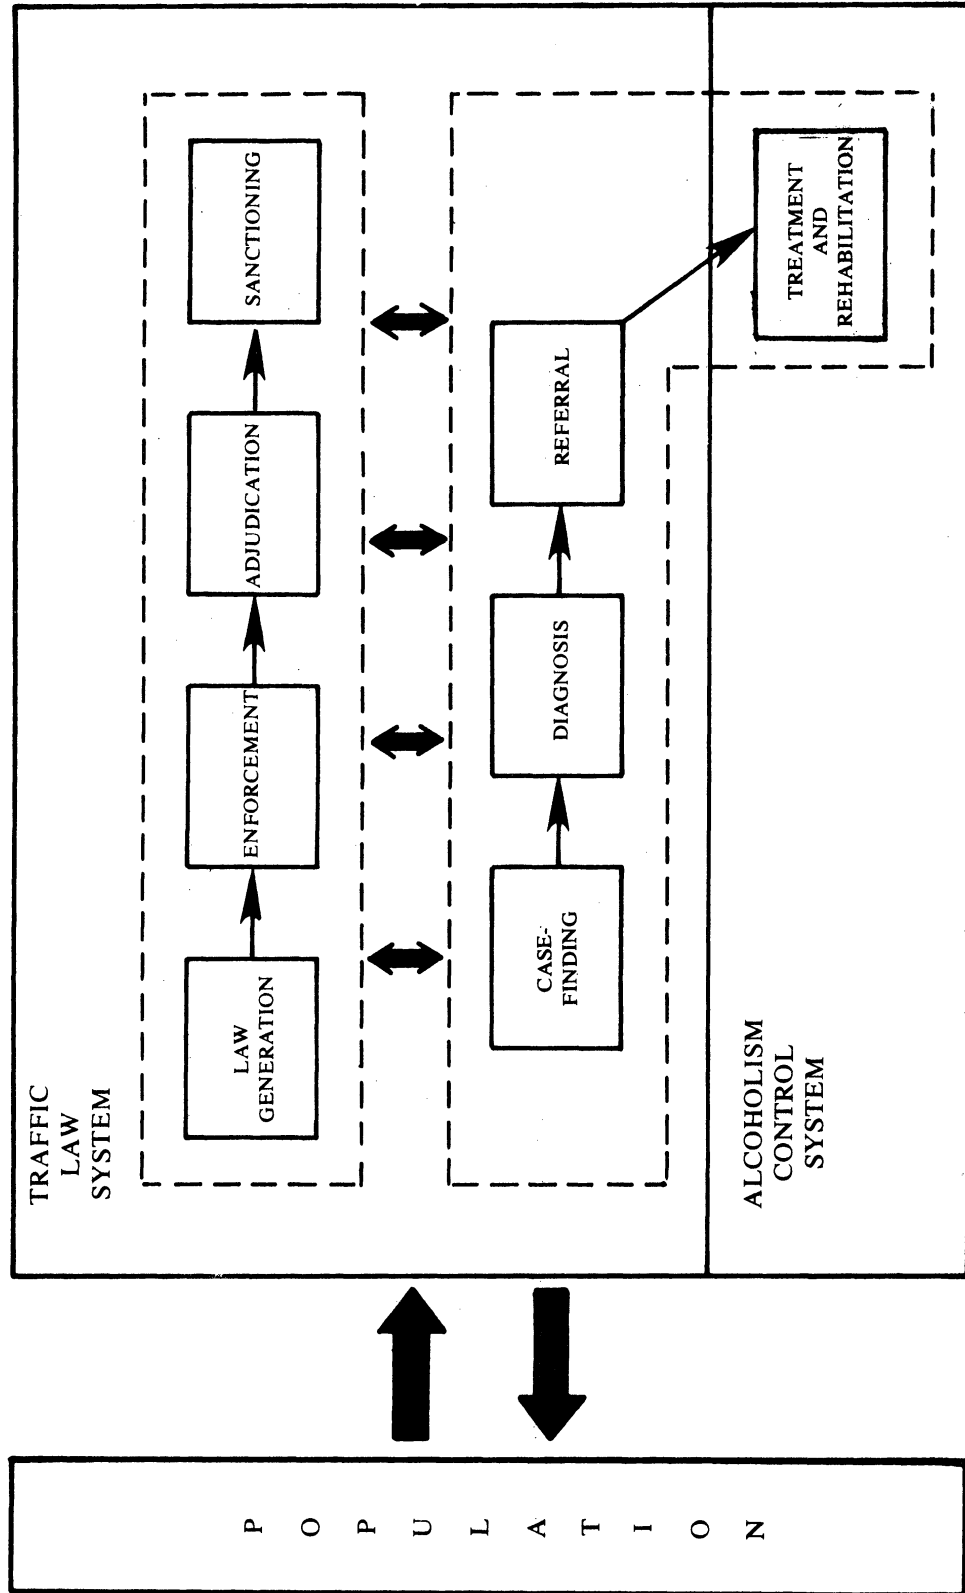 TRAFFIC
LAW
SYSTEM
LAW
GENERATION
ENFORCEMENT
ADJUDICATION
SANCTIONING
CASE-
FINDING
DIAGNOSIS
REFERRAL
TREATMENT
AND
REHABILITATION
ALCOHOLISM
CONTROL
SYSTEM
P O P U L A T I O N